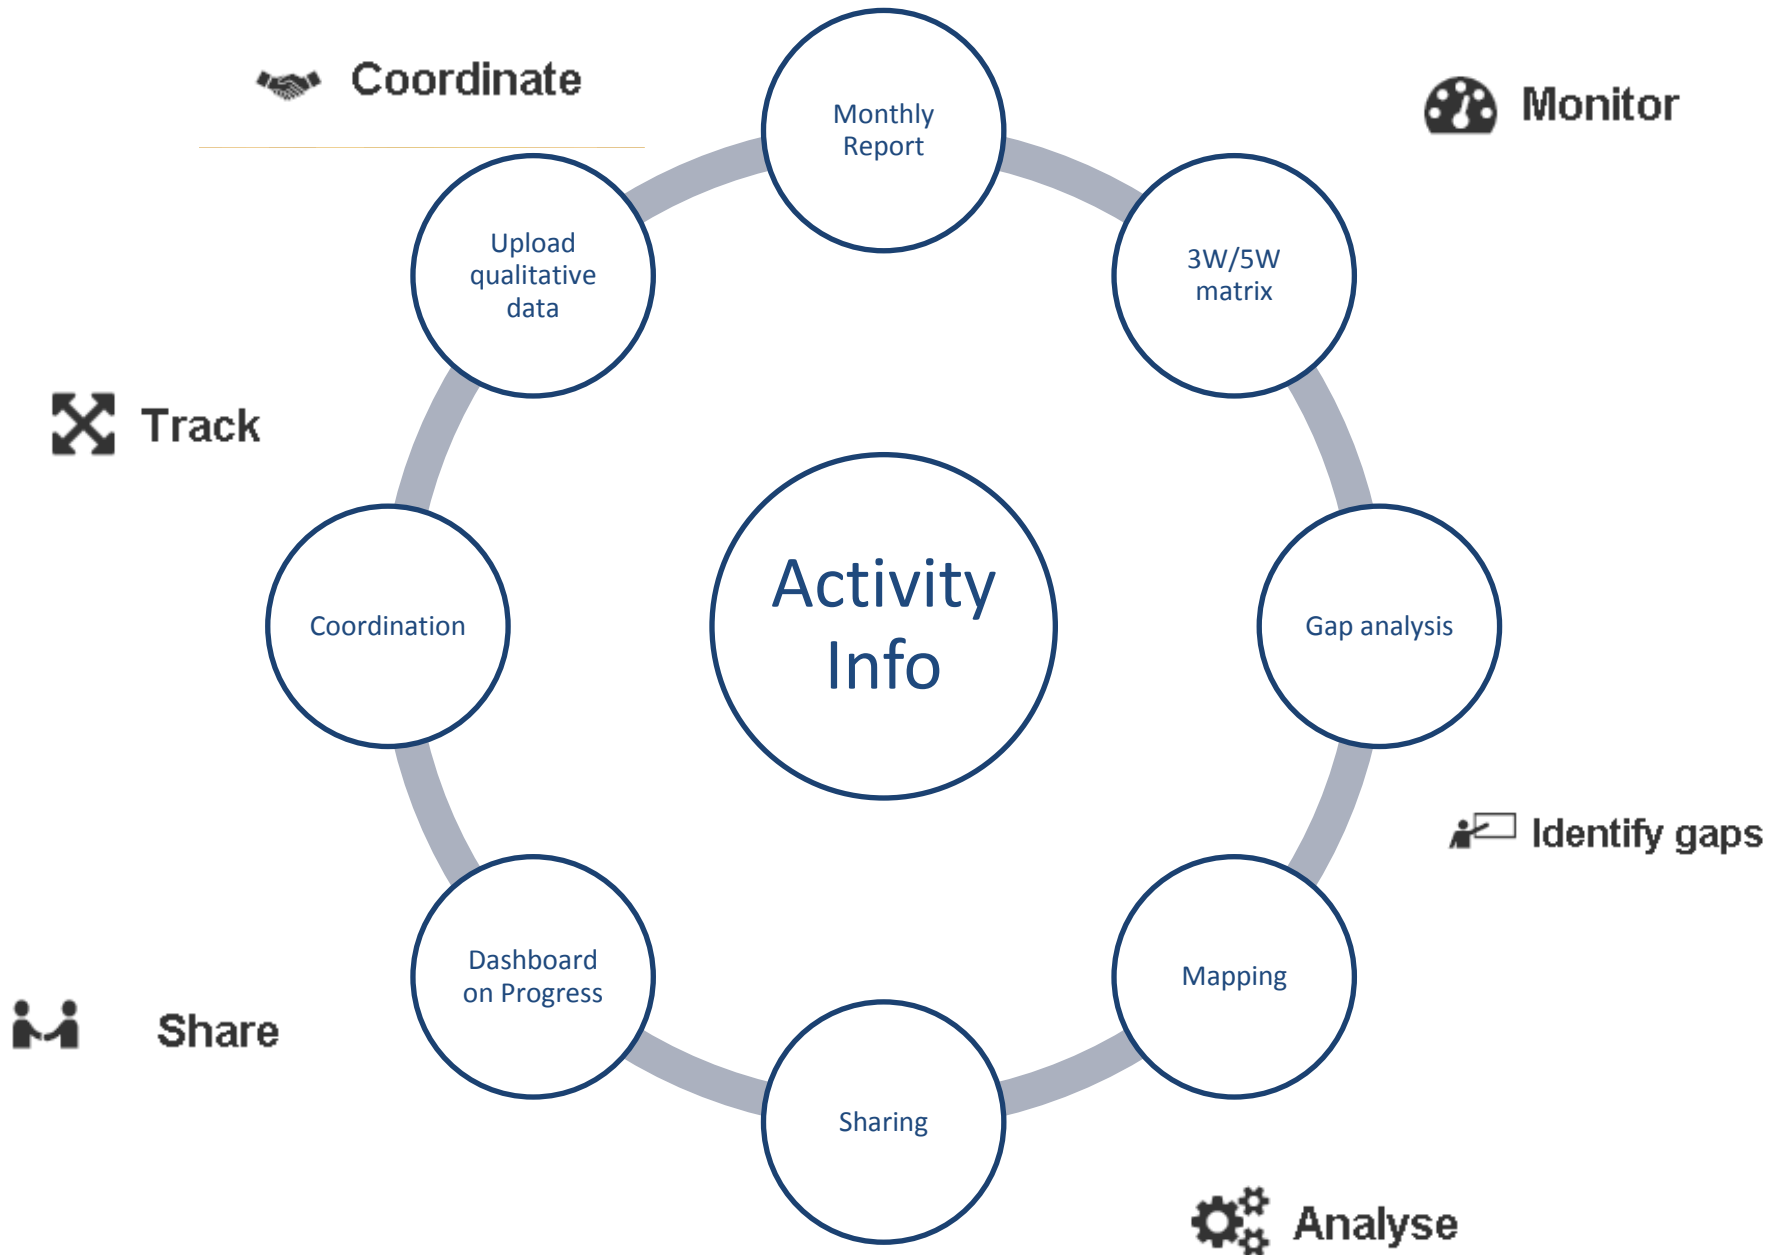 Coordinate
Monitor
Monthly
Report
Upload
qualitative
data
3W/5W
matrix
Track
Activity
Info
Coordination
Gap analysis
Identify gaps
Dashboard
on Progress
Mapping
Share
Sharing
Analyse